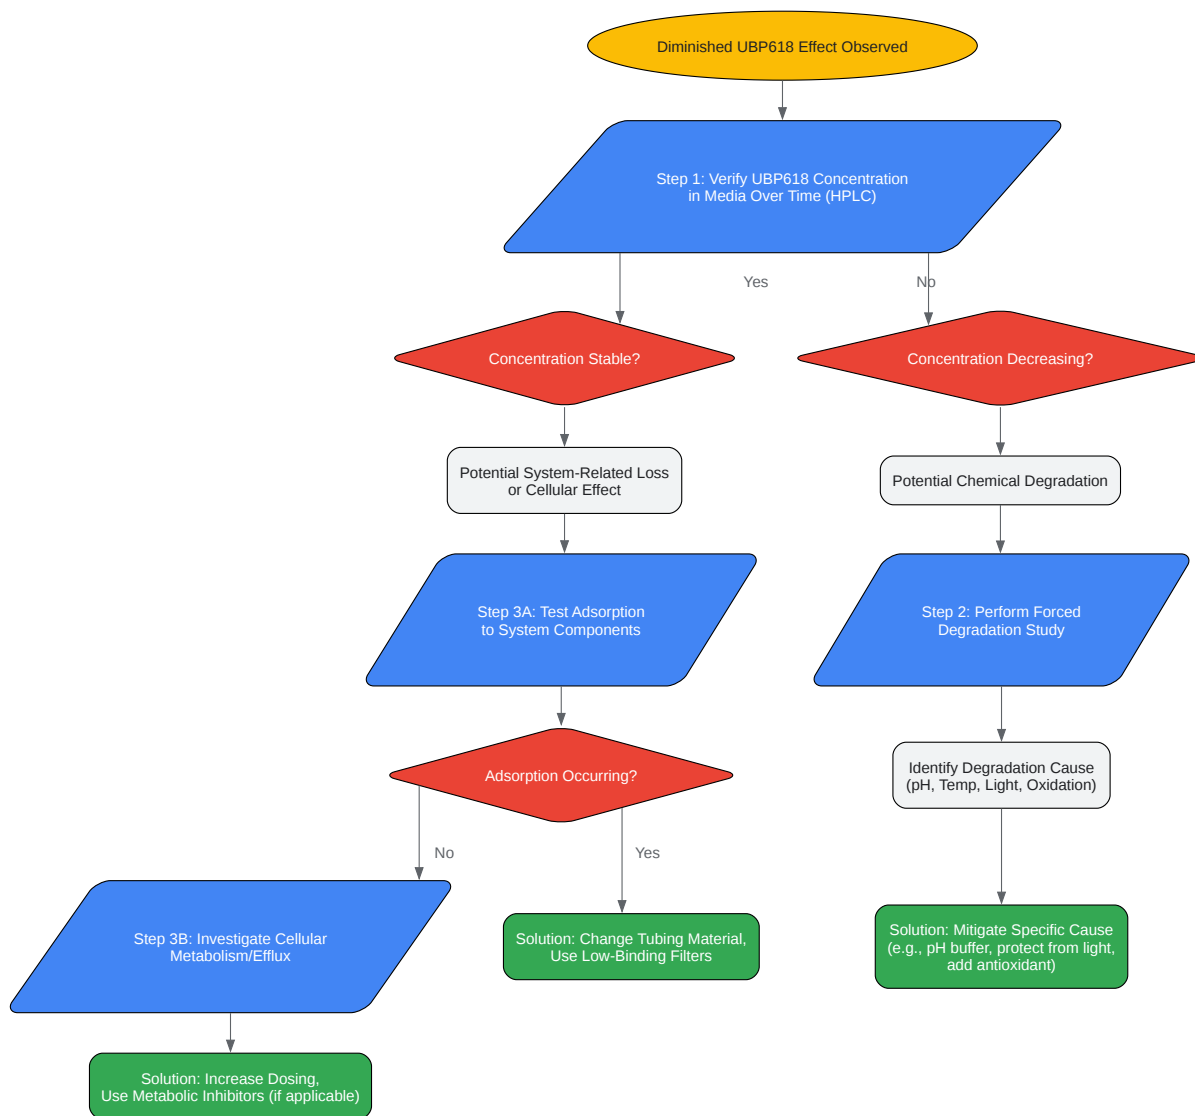 Diminished UBP618 Effect Observed
Step 1: Verify UBP618 Concentration
in Media Over Time (HPLC)
Yes
No
Concentration Stable?
Concentration Decreasing?
Potential System-Related Loss
or Cellular Effect
Potential Chemical Degradation
Step 3A: Test Adsorption
to System Components
Step 2: Perform Forced
Degradation Study
Adsorption Occurring?
Identify Degradation Cause
(pH, Temp, Light, Oxidation)
No
Yes
Step 3B: Investigate Cellular
Metabolism/Efflux
Solution: Change Tubing Material,
Use Low-Binding Filters
Solution: Mitigate Specific Cause
(e.g., pH buffer, protect from light,
add antioxidant)
Solution: Increase Dosing,
Use Metabolic Inhibitors (if applicable)